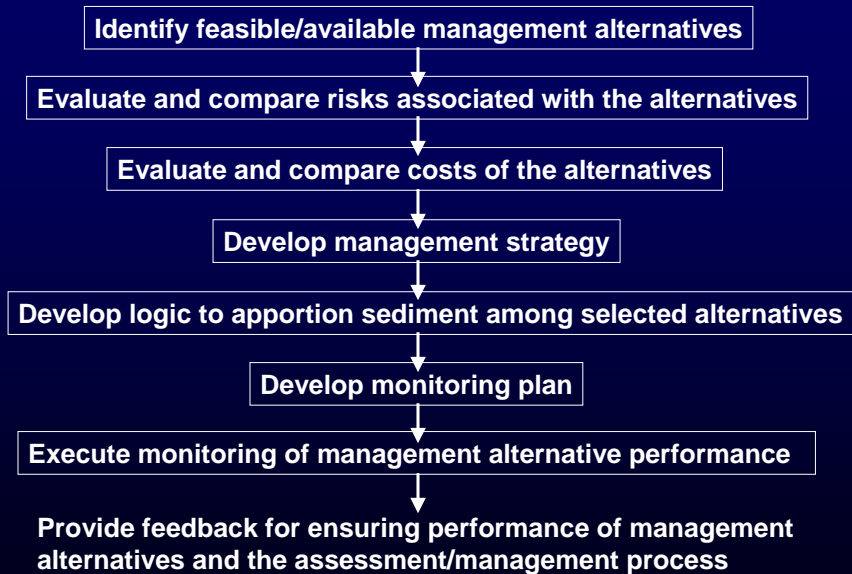 Identify feasible/available management alternatives
Evaluate and compare risks associated with the alternatives
Evaluate and compare costs of the alternatives
Develop management strategy
Develop logic to apportion sediment among selected alternatives
Develop monitoring plan
Execute monitoring of management alternative performance
Provide feedback for ensuring performance of management
alternatives and the assessment/management process